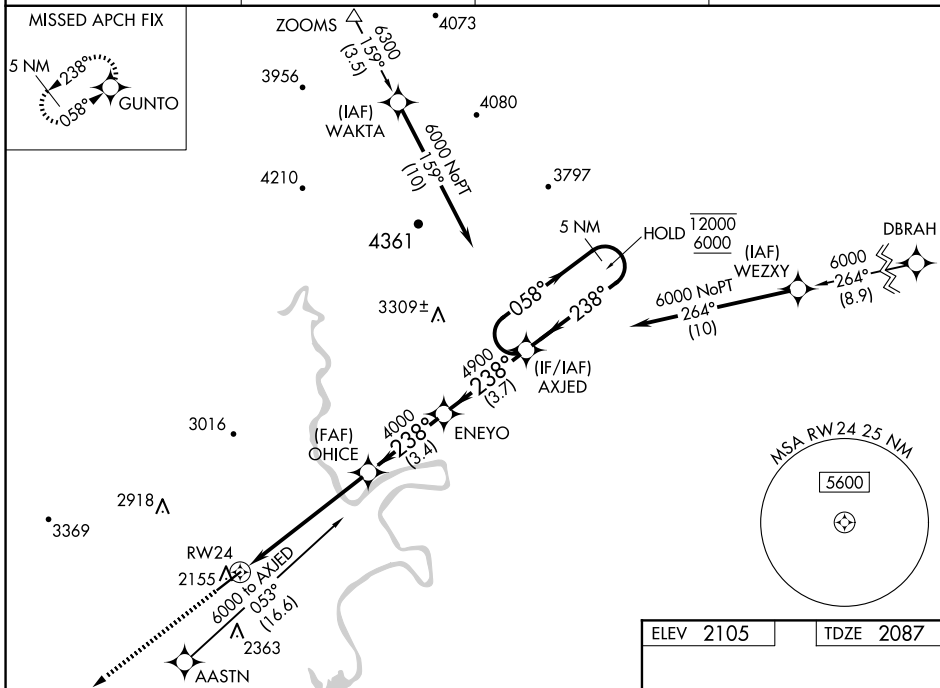 MISSED APCH FIX
5 NM
238°
058°
GUNTO
ZOOMS
6300
159°
(3.5)
4073
3956
4080
(IAF)
WAKTA
6000 NoPT
159°
(10)
4210
3797
4361
5 NM
HOLD
12000
6000
DBRAH
(IAF)
WEZXY
6000
264°
(8.9)
6000 NoPT
264°
(10)
058°
238°
3309±
(IF/IAF)
AXJED
4900
238°
(3.7)
ENEYO
4000
238°
(3.4)
3016
(FAF)
OHICE
MSA RW24 25 NM
5600
2918
3369
RW24
2155
6000 to AXJED
053°
(16.6)
2363
AASTN
ELEV 2105
TDZE 2087